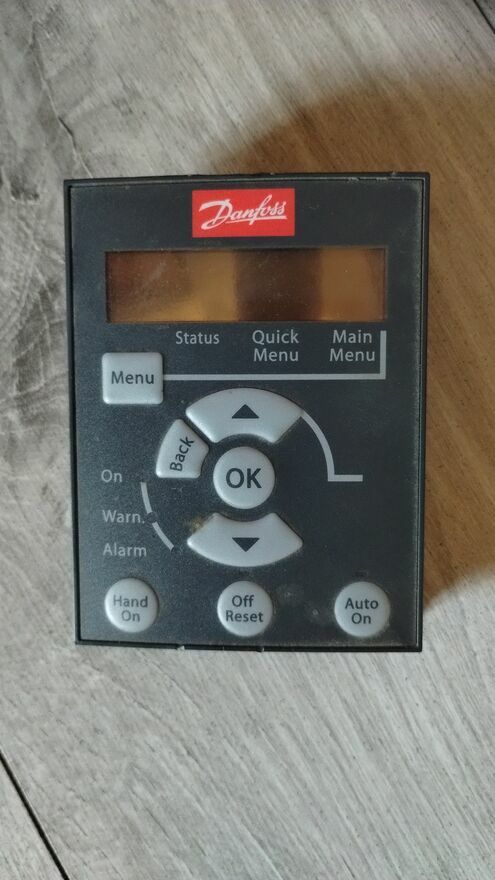 Danfoss
Status
Quick
Menu
Main
Menu
Menu
Back
OK
On
Warn.
Alarm
Hand
On
Off
Reset
Auto
On